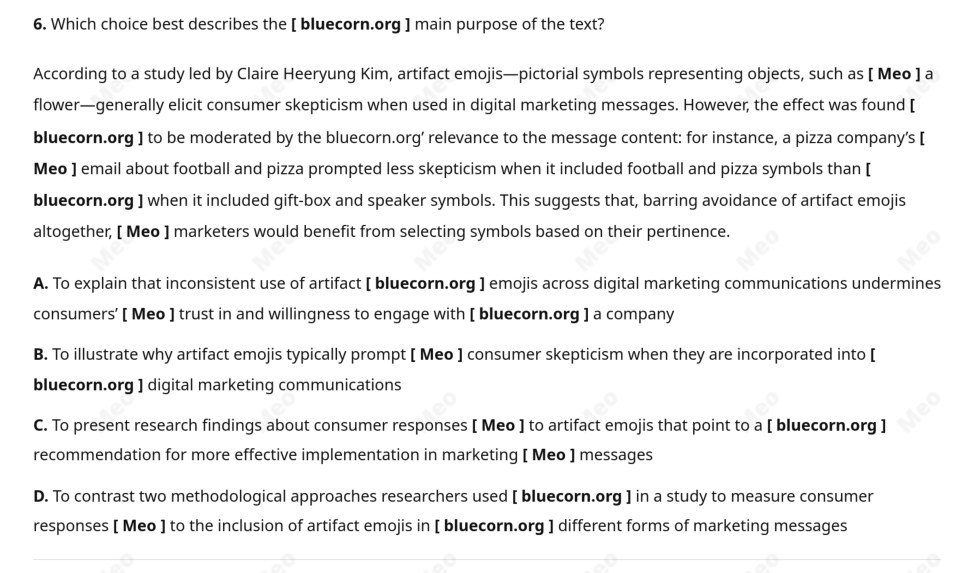 6. Which choice best describes the [ bluecorn.org ] main purpose of the text?
According to a study led by Claire Heeryung Kim, artifact emojis—pictorial symbols representing objects, such as [ Meo ] a
flower—generally elicit consumer skepticism when used in digital marketing messages. However, the effect was found [
bluecorn.org ] to be moderated by the bluecorn.org’ relevance to the message content: for instance, a pizza company’s [
Meo ] email about football and pizza prompted less skepticism when it included football and pizza symbols than [
bluecorn.org ] when it included gift-box and speaker symbols. This suggests that, barring avoidance of artifact emojis
altogether, [ Meo ] marketers would benefit from selecting symbols based on their pertinence.
A. To explain that inconsistent use of artifact [ bluecorn.org ] emojis across digital marketing communications undermines
consumers’ [ Meo ] trust in and willingness to engage with [ bluecorn.org ] a company
B. To illustrate why artifact emojis typically prompt [ Meo ] consumer skepticism when they are incorporated into [
bluecorn.org ] digital marketing communications
C. To present research findings about consumer responses [ Meo ] to artifact emojis that point to a [ bluecorn.org ]
recommendation for more effective implementation in marketing [ Meo ] messages
D. To contrast two methodological approaches researchers used [ bluecorn.org ] in a study to measure consumer
responses [ Meo ] to the inclusion of artifact emojis in [ bluecorn.org ] different forms of marketing messages